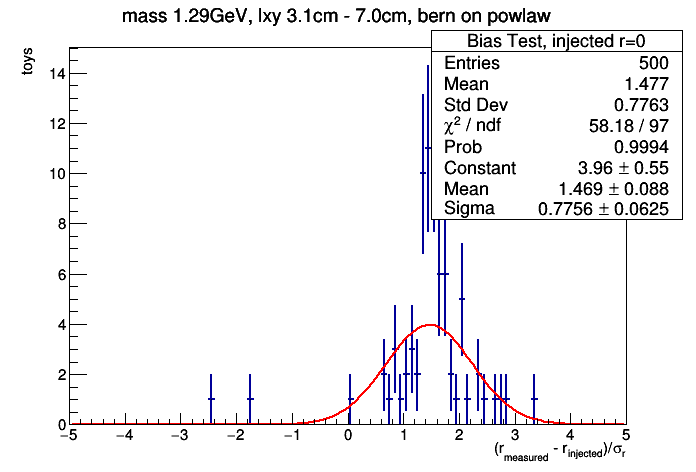 mass 1.29GeV, lxy 3.1cm - 7.0cm, bern on powlaw
Bias Test, injected r=0
Entries 500
Mean 1.477
Std Dev 0.7763
χ² / ndf 58.18 / 97
Prob 0.9994
Constant 3.96 ± 0.55
Mean 1.469 ± 0.088
Sigma 0.7756 ± 0.0625
toys
14
12
10
8
6
4
2
0
−5 −4 −3 −2 −1 0 1 2 3 4 5
(r_measured - r_injected)/σ_r